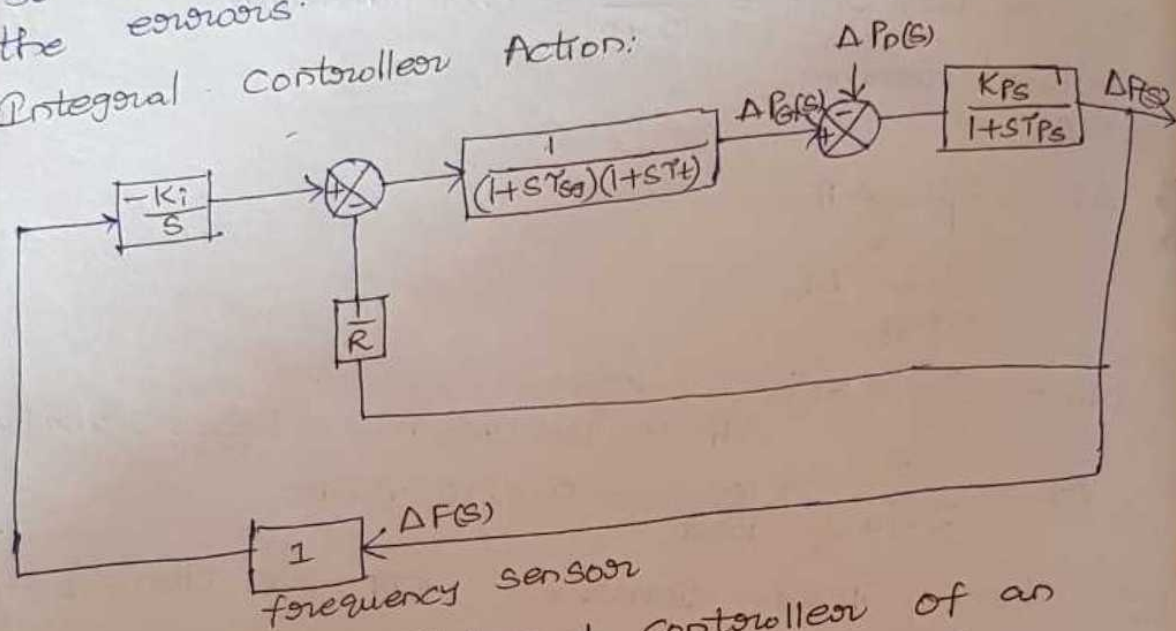 the errors.
Integral Controller Action:
ΔPD(S)
-Ki/S
+
-
1/(1+STsg)(1+STt)
ΔPG(S)
-
+
KPS/1+STPS
ΔF(S)
1/R
ΔF(S)
1
frequency sensor
controller of an